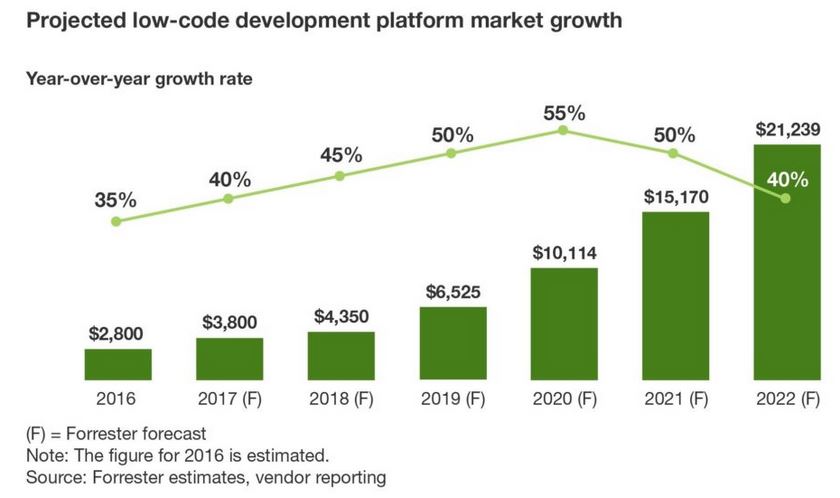 Projected low-code development platform market growth
Year-over-year growth rate
35%
40%
45%
50%
55%
50%
40%
$2,800
$3,800
$4,350
$6,525
$10,114
$15,170
$21,239
2016
2017 (F)
2018 (F)
2019 (F)
2020 (F)
2021 (F)
2022 (F)
(F) = Forrester forecast
Note: The figure for 2016 is estimated.
Source: Forrester estimates, vendor reporting